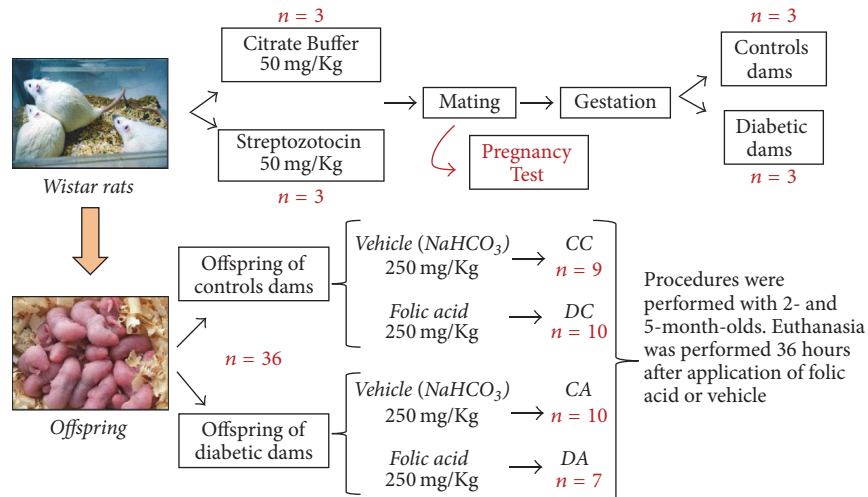 n = 3
Citrate Buffer
50 mg/Kg
Streptozotocin
50 mg/Kg
n = 3
Wistar rats
Mating
Pregnancy
Test
Gestation
n = 3
Controls
dams
Diabetic
dams
n = 3
Offspring
n = 36
Offspring of
controls dams
Vehicle (NaHCO₃)
250 mg/Kg
CC
n = 9
Folic acid
250 mg/Kg
DC
n = 10
Offspring of
diabetic dams
Vehicle (NaHCO₃)
250 mg/Kg
CA
n = 10
Folic acid
250 mg/Kg
DA
n = 7
Procedures were
performed with 2- and
5-month-olds. Euthanasia
was performed 36 hours
after application of folic
acid or vehicle